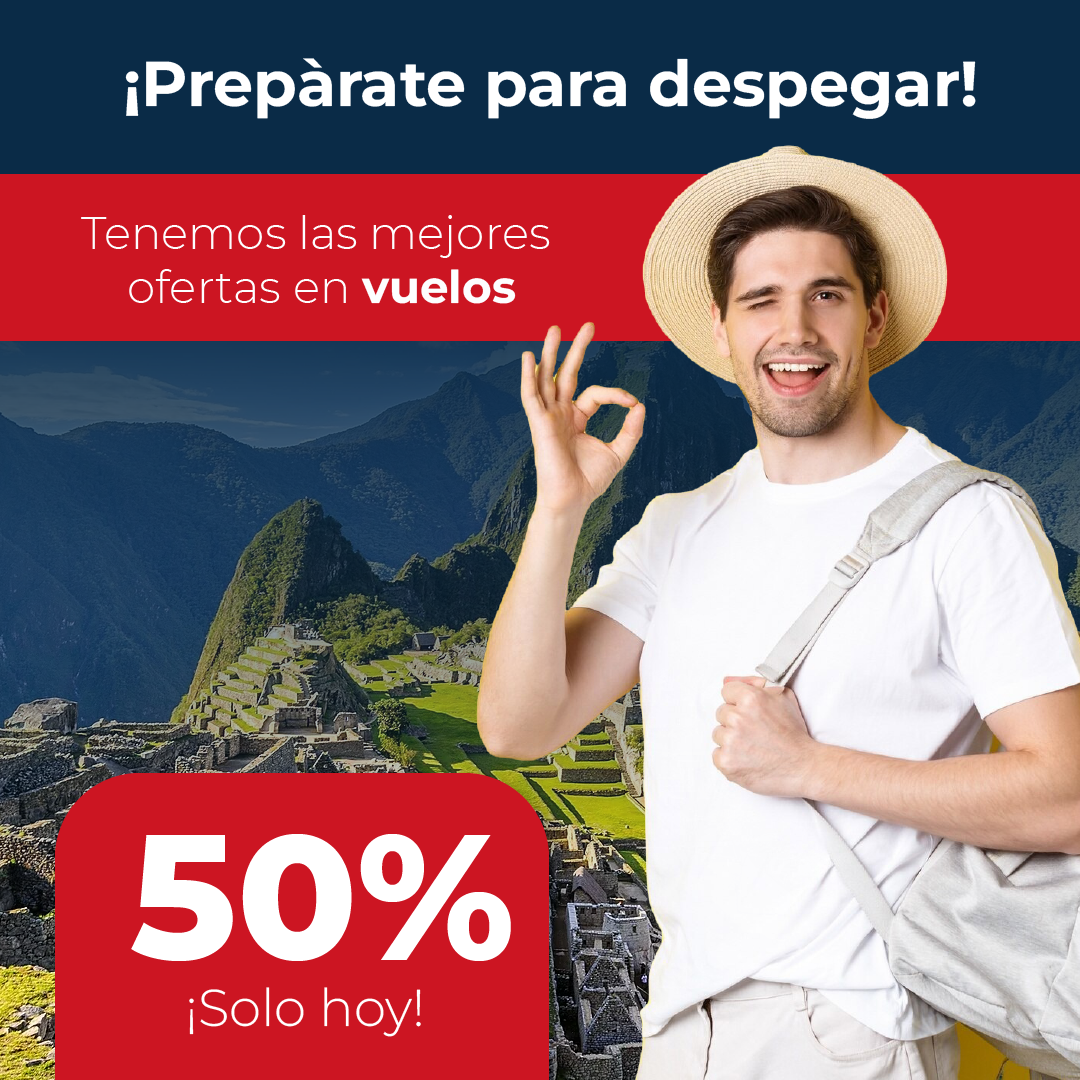 ¡Prepàrate para despegar!
Tenemos las mejores
ofertas en vuelos
50%
¡Solo hoy!